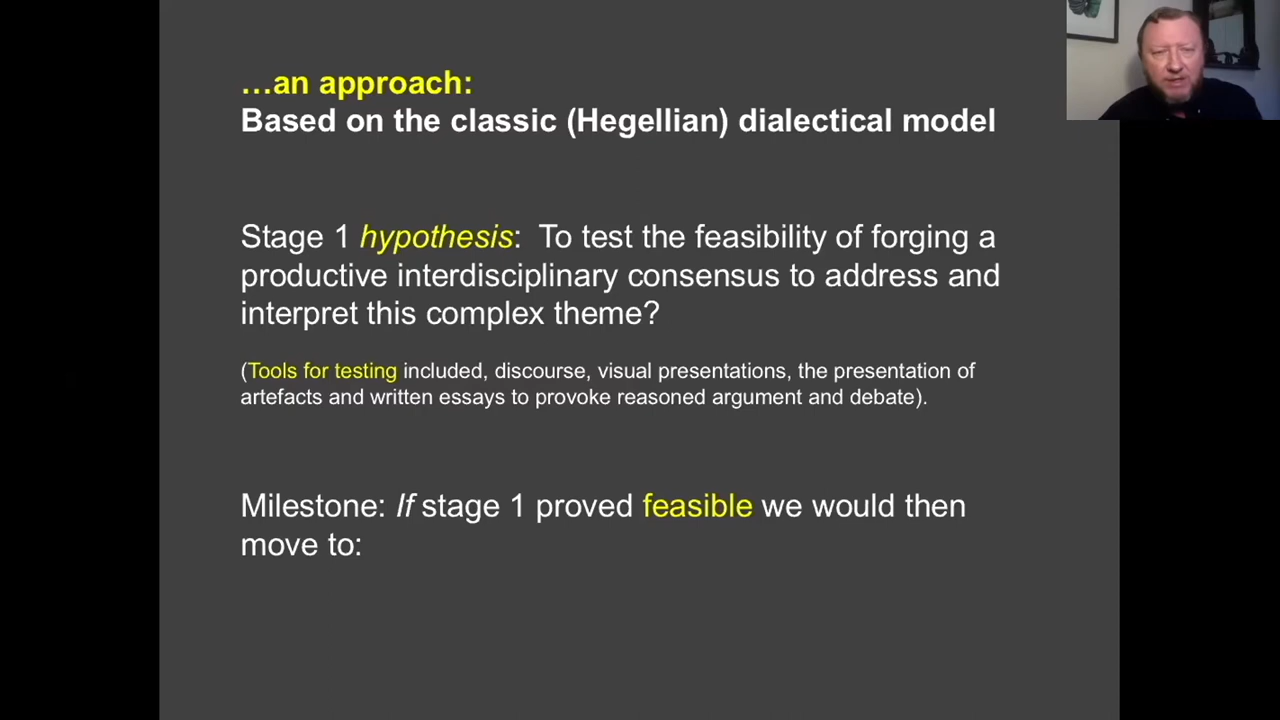 …an approach:
Based on the classic (Hegellian) dialectical model
Stage 1 hypothesis:  To test the feasibility of forging a
productive interdisciplinary consensus to address and
interpret this complex theme?
(Tools for testing included, discourse, visual presentations, the presentation of
artefacts and written essays to provoke reasoned argument and debate).
Milestone: If stage 1 proved feasible we would then
move to: